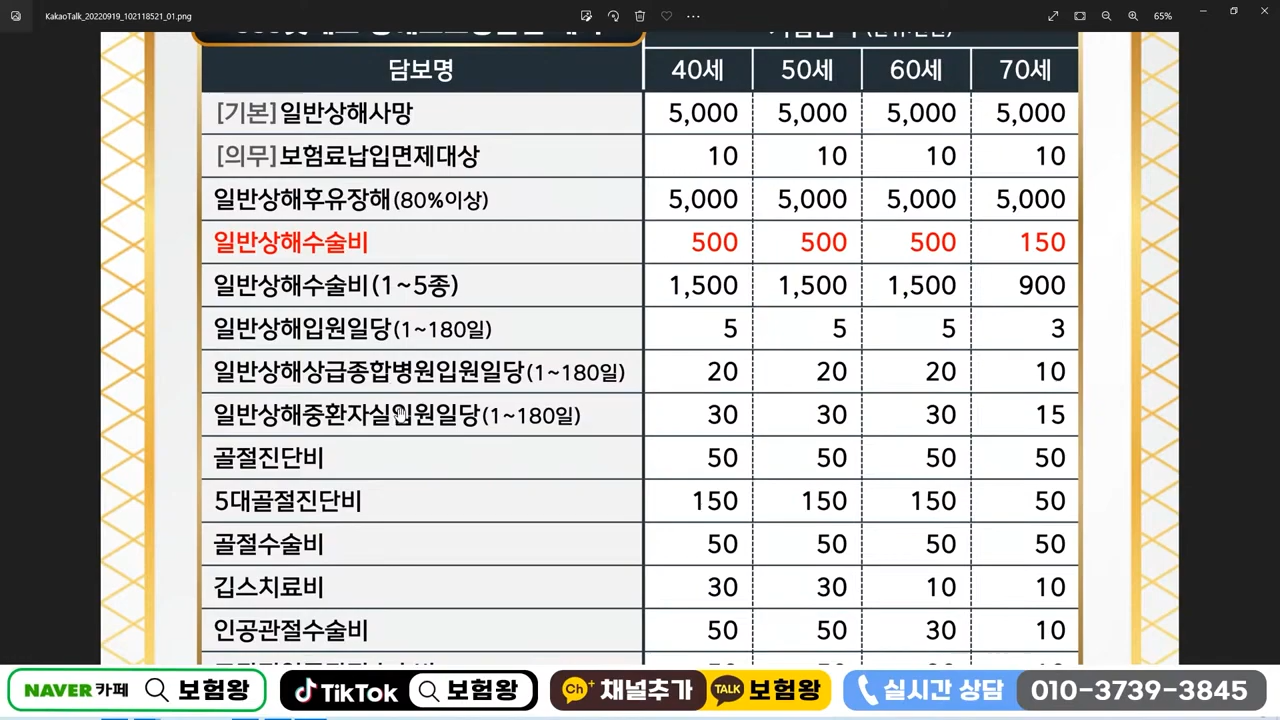 KakaoTalk_20220919_102118521_01.png
65%
담보명 40세 50세 60세 70세
[기본]일반상해사망 5,000 5,000 5,000 5,000
[의무]보험료납입면제대상 10 10 10 10
일반상해후유장해(80%이상) 5,000 5,000 5,000 5,000
일반상해수술비 500 500 500 150
일반상해수술비(1~5종) 1,500 1,500 1,500 900
일반상해입원일당(1~180일) 5 5 5 3
일반상해상급종합병원입원일당(1~180일) 20 20 20 10
일반상해중환자실입원일당(1~180일) 30 30 30 15
골절진단비 50 50 50 50
5대골절진단비 150 150 150 50
골절수술비 50 50 50 50
깁스치료비 30 30 10 10
인공관절수술비 50 50 30 10
NAVER 카페 보험왕 TikTok 보험왕 Ch+ 채널추가 TALK 보험왕 실시간 상담 010-3739-3845